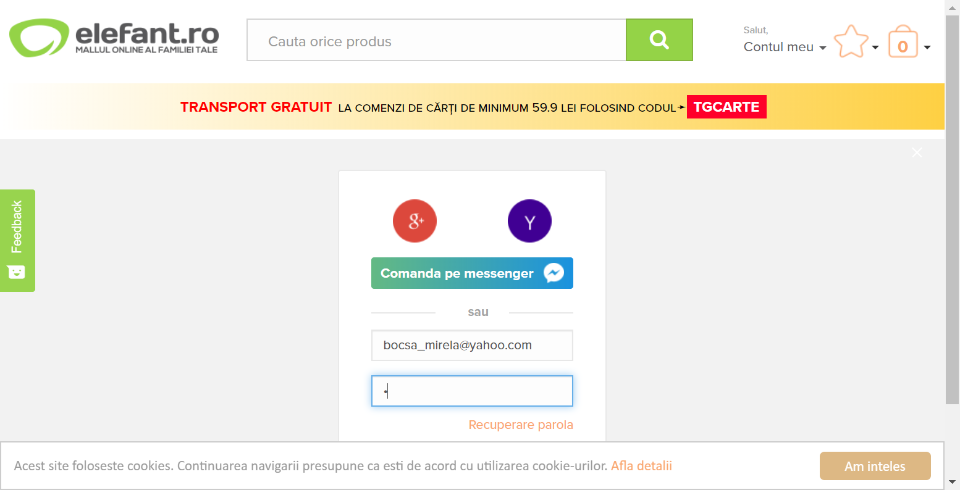 elefant.ro
MALLUL ONLINE AL FAMILIEI TALE
Cauta orice produs
Salut,
Contul meu
0
TRANSPORT GRATUIT LA COMENZI DE CĂRȚI DE MINIMUM 59.9 LEI FOLOSIND CODUL TGCARTE
Feedback
g+
Y
Comanda pe messenger
sau
bocsa_mirela@yahoo.com
Recuperare parola
Acest site foloseste cookies. Continuarea navigarii presupune ca esti de acord cu utilizarea cookie-urilor. Afla detalii
Am inteles